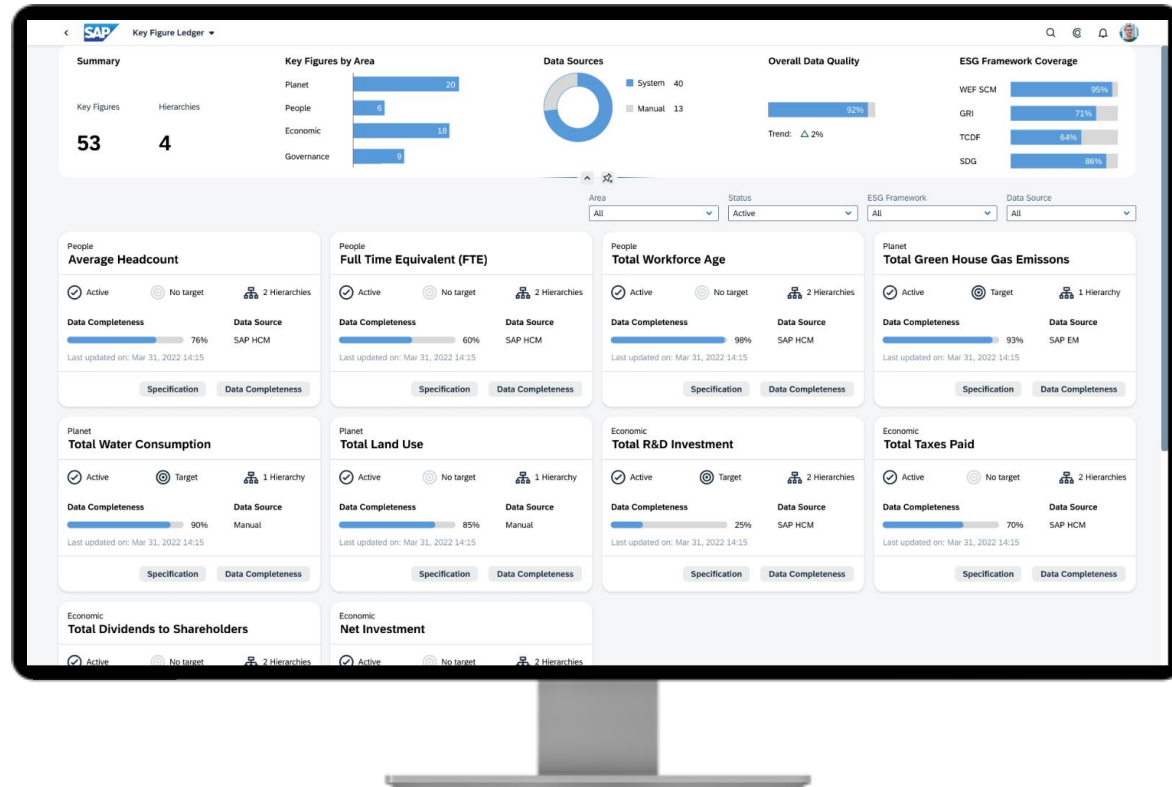 SAP Key Figure Ledger
Summary
Key Figures
Hierarchies
53
4
Key Figures by Area
Planet 20
People 6
Economic 18
Governance 9
Data Sources
System 40
Manual 13
Overall Data Quality
92%
Trend: 2%
ESG Framework Coverage
WEF SCM 95%
GRI 71%
TCDF 64%
SDG 86%
Area
All
Status
Active
ESG Framework
All
Data Source
All
People
Average Headcount
Active No target 2 Hierarchies
Data Completeness Data Source
76% SAP HCM
Last updated on: Mar 31, 2022 14:15
Specification Data Completeness
People
Full Time Equivalent (FTE)
Active No target 2 Hierarchies
Data Completeness Data Source
60% SAP HCM
Last updated on: Mar 31, 2022 14:15
Specification Data Completeness
People
Total Workforce Age
Active No target 2 Hierarchies
Data Completeness Data Source
98% SAP HCM
Last updated on: Mar 31, 2022 14:15
Specification Data Completeness
Planet
Total Green House Gas Emissons
Active Target 1 Hierarchy
Data Completeness Data Source
93% SAP EM
Last updated on: Mar 31, 2022 14:15
Specification Data Completeness
Planet
Total Water Consumption
Active Target 1 Hierarchy
Data Completeness Data Source
90% Manual
Last updated on: Mar 31, 2022 14:15
Specification Data Completeness
Planet
Total Land Use
Active No target 1 Hierarchy
Data Completeness Data Source
85% Manual
Last updated on: Mar 31, 2022 14:15
Specification Data Completeness
Economic
Total R&D Investment
Active Target 2 Hierarchies
Data Completeness Data Source
25% SAP HCM
Last updated on: Mar 31, 2022 14:15
Specification Data Completeness
Economic
Total Taxes Paid
Active No target 2 Hierarchies
Data Completeness Data Source
70% SAP HCM
Last updated on: Mar 31, 2022 14:15
Specification Data Completeness
Economic
Total Dividends to Shareholders
Active No target 2 Hierarchies
Economic
Net Investment
Active No target 2 Hierarchies